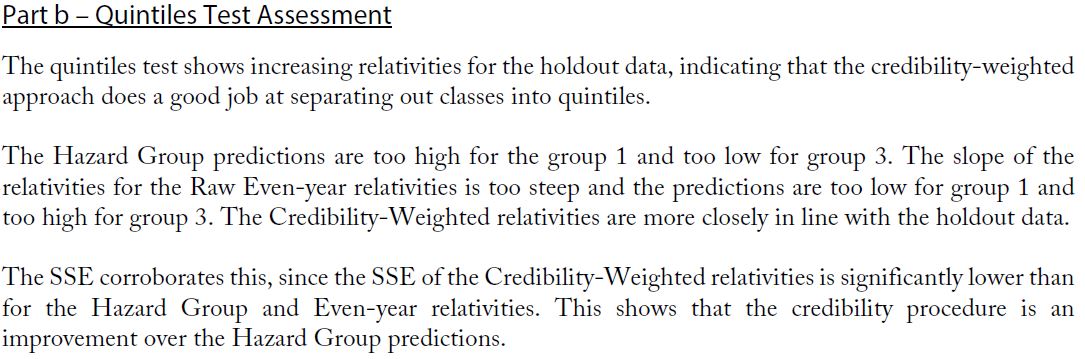 Part b – Quintiles Test Assessment
The quintiles test shows increasing relativities for the holdout data, indicating that the credibility-weighted
approach does a good job at separating out classes into quintiles.
The Hazard Group predictions are too high for the group 1 and too low for group 3. The slope of the
relativities for the Raw Even-year relativities is too steep and the predictions are too low for group 1 and
too high for group 3. The Credibility-Weighted relativities are more closely in line with the holdout data.
The SSE corroborates this, since the SSE of the Credibility-Weighted relativities is significantly lower than
for the Hazard Group and Even-year relativities. This shows that the credibility procedure is an
improvement over the Hazard Group predictions.